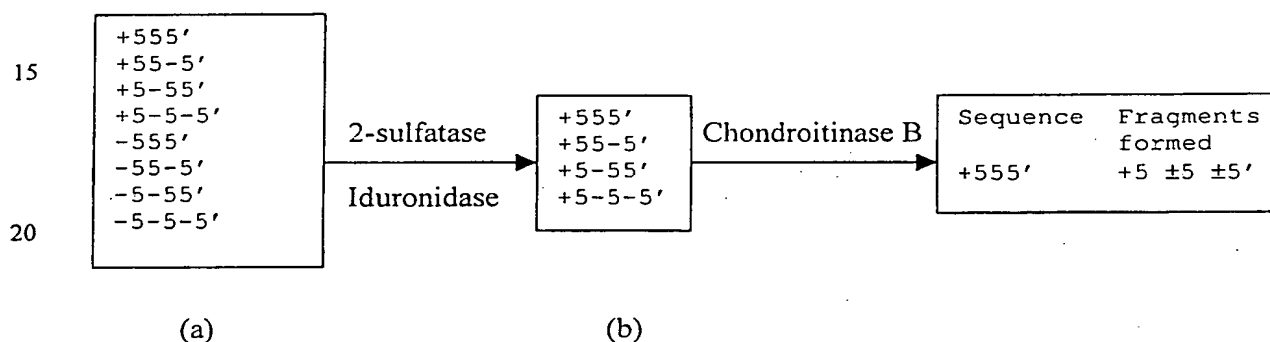 15
+555'
+55-5'
+5-55'
+5-5-5'
-555'
-55-5'
-5-55'
-5-5-5'
20
2-sulfatase
Iduronidase
+555'
+55-5'
+5-55'
+5-5-5'
Chondroitinase B
Sequence Fragments
formed
+555' +5 ±5 ±5'
(a) (b)